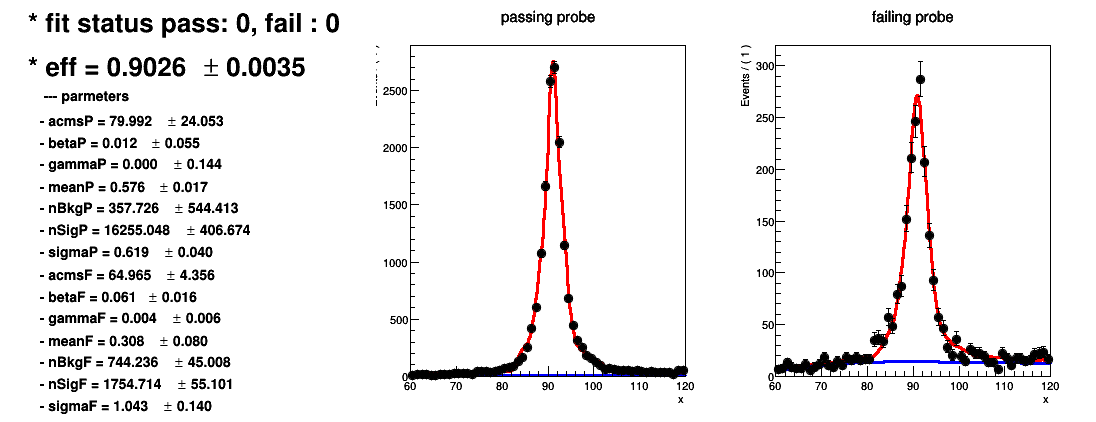 * fit status pass: 0, fail : 0
* eff = 0.9026 ± 0.0035
--- parmeters
- acmsP = 79.992 ± 24.053
- betaP = 0.012 ± 0.055
- gammaP = 0.000 ± 0.144
- meanP = 0.576 ± 0.017
- nBkgP = 357.726 ± 544.413
- nSigP = 16255.048 ± 406.674
- sigmaP = 0.619 ± 0.040
- acmsF = 64.965 ± 4.356
- betaF = 0.061 ± 0.016
- gammaF = 0.004 ± 0.006
- meanF = 0.308 ± 0.080
- nBkgF = 744.236 ± 45.008
- nSigF = 1754.714 ± 55.101
- sigmaF = 1.043 ± 0.140
passing probe
2500
2000
1500
1000
500
0
60 70 80 90 100 110 120
x
failing probe
Events / ( 1 )
300
250
200
150
100
50
0
60 70 80 90 100 110 120
x